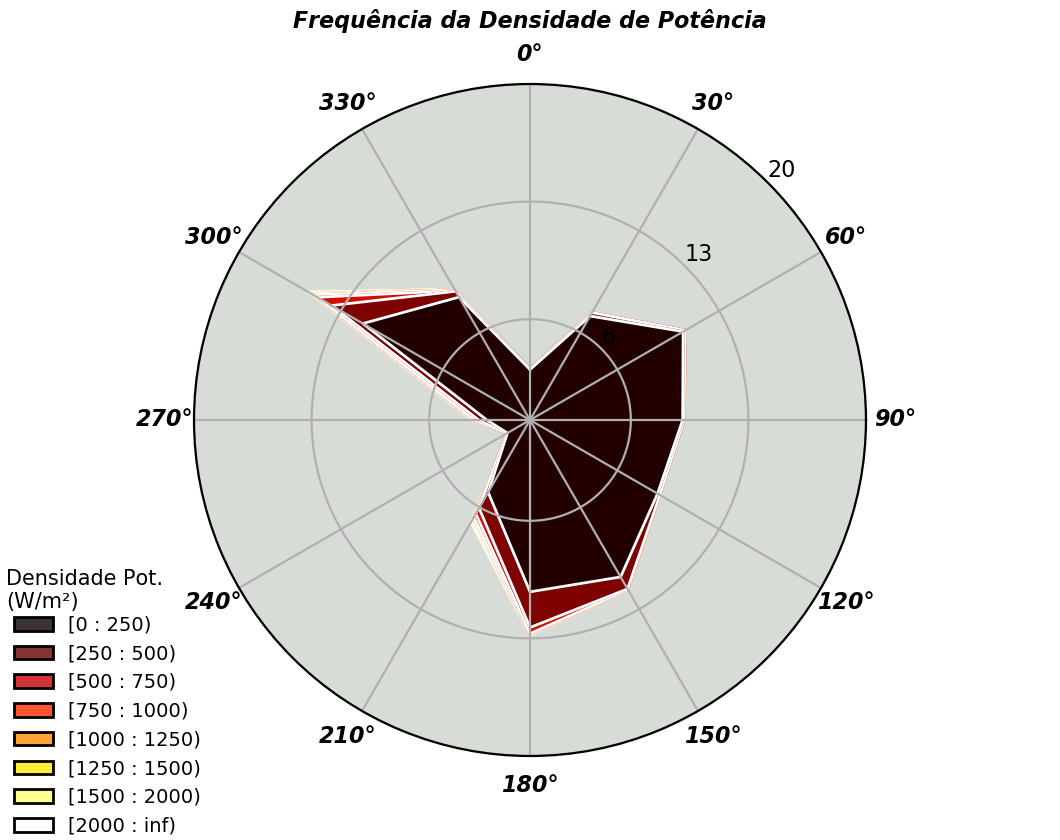 Frequência da Densidade de Potência
0°
330°
30°
20
300°
60°
13
6
270°
90°
Densidade Pot.
(W/m²)
240°
120°
[0 : 250)
[250 : 500)
[500 : 750)
[750 : 1000)
210°
150°
[1000 : 1250)
[1250 : 1500)
180°
[1500 : 2000)
[2000 : inf)